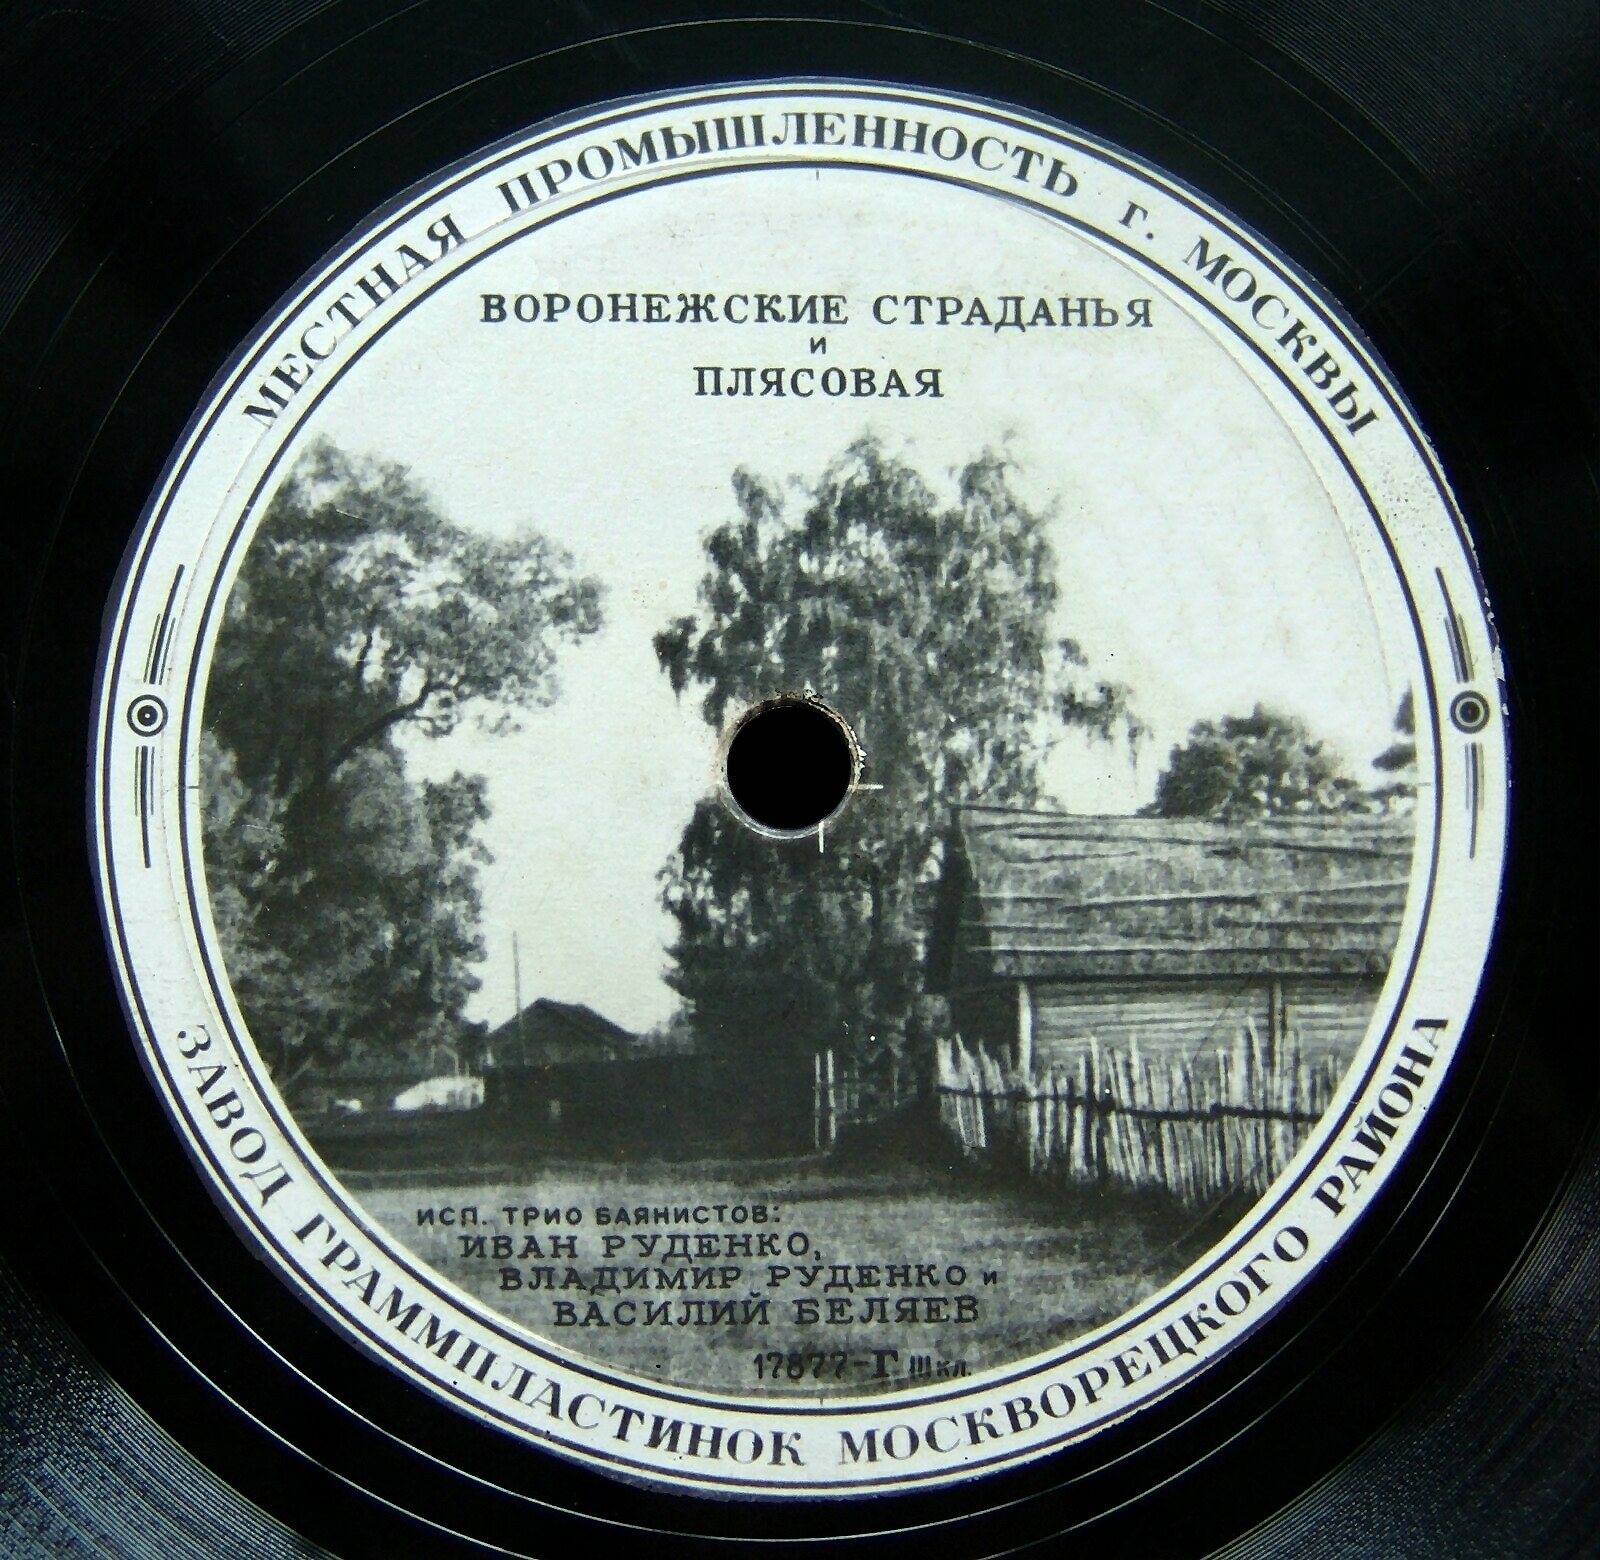 МЕСТНАЯ ПРОМЫШЛЕННОСТЬ г. МОСКВЫ
ВОРОНЕЖСКИЕ СТРАДАНЬЯ
и
ПЛЯСОВАЯ
ИСП. ТРИО БАЯНИСТОВ:
ИВАН РУДЕНКО,
ВЛАДИМИР РУДЕНКО и
ВАСИЛИЙ БЕЛЯЕВ
17877-Г III кл.
ЗАВОД ГРАММПЛАСТИНОК МОСКВОРЕЦКОГО РАЙОНА